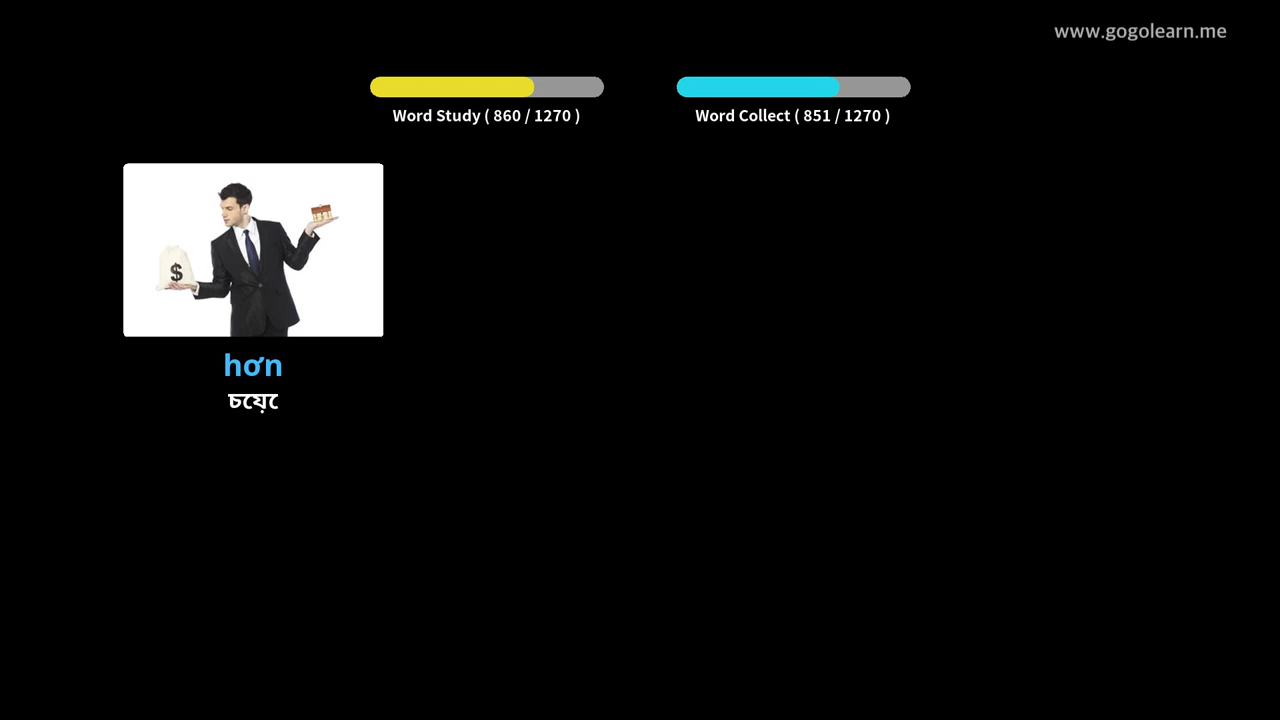 www.gogolearn.me
Word Study ( 860 / 1270 )
Word Collect ( 851 / 1270 )
$
hơn
চেয়ে